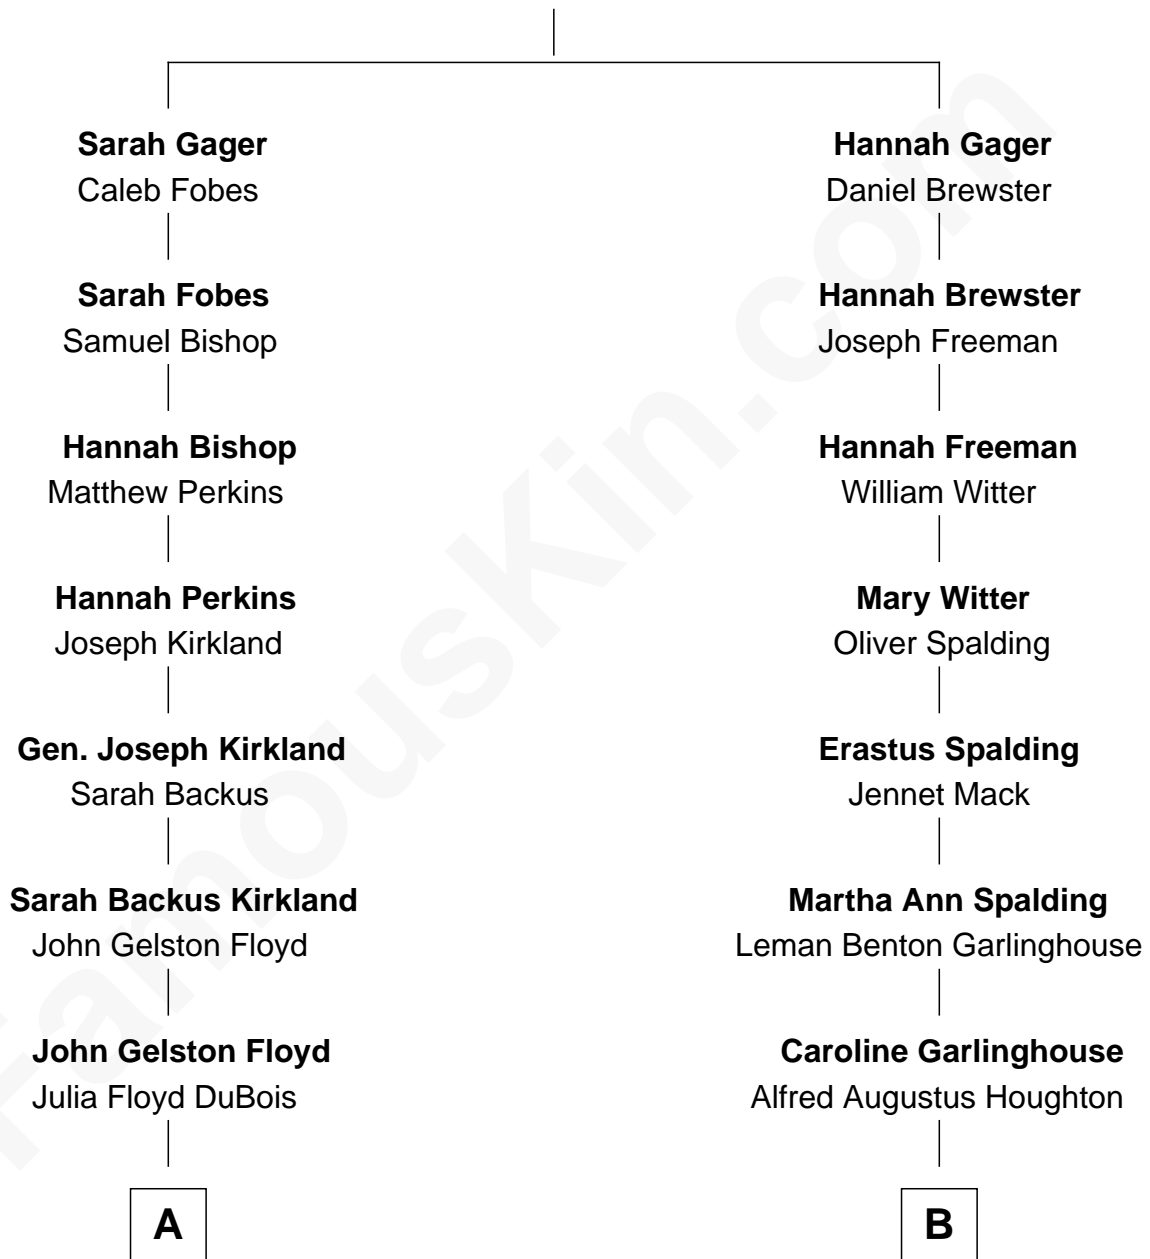 Sarah Gager
Caleb Fobes
Sarah Fobes
Samuel Bishop
Hannah Bishop
Matthew Perkins
Hannah Perkins
Joseph Kirkland
Gen. Joseph Kirkland
Sarah Backus
Sarah Backus Kirkland
John Gelston Floyd
John Gelston Floyd
Julia Floyd DuBois
A
Hannah Gager
Daniel Brewster
Hannah Brewster
Joseph Freeman
Hannah Freeman
William Witter
Mary Witter
Oliver Spalding
Erastus Spalding
Jennet Mack
Martha Ann Spalding
Leman Benton Garlinghouse
Caroline Garlinghouse
Alfred Augustus Houghton
B
FamousKin.com